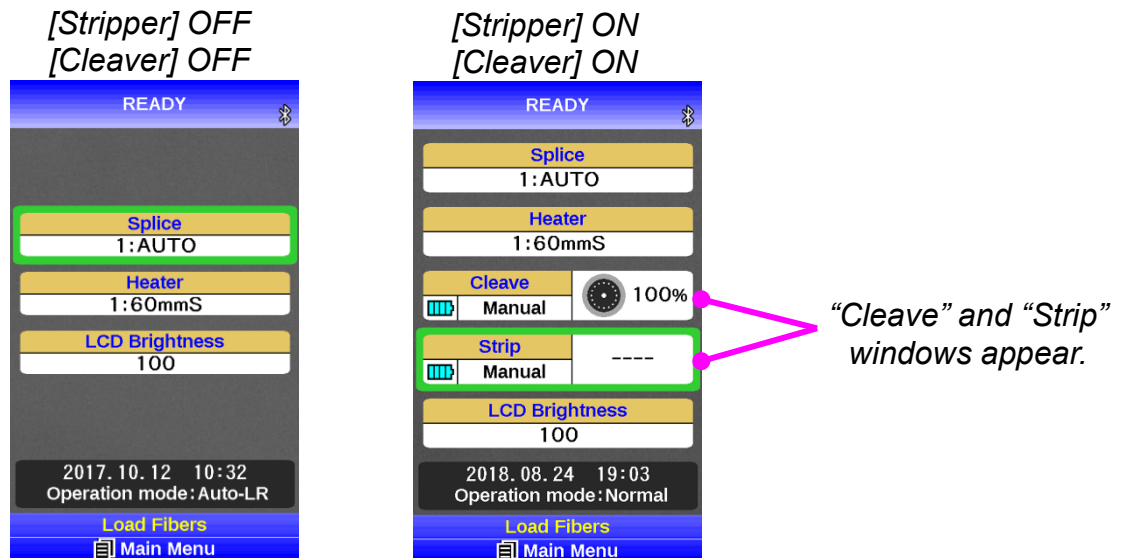 [Stripper] OFF
[Cleaver] OFF
READY
Splice
1:AUTO
Heater
1:60mmS
LCD Brightness
100
2017.10.12 10:32
Operation mode:Auto-LR
Load Fibers
Main Menu
[Stripper] ON
[Cleaver] ON
READY
Splice
1:AUTO
Heater
1:60mmS
Cleave
Manual
100%
Strip
Manual
----
LCD Brightness
100
2018.08.24 19:03
Operation mode:Normal
Load Fibers
Main Menu
“Cleave” and “Strip”
windows appear.